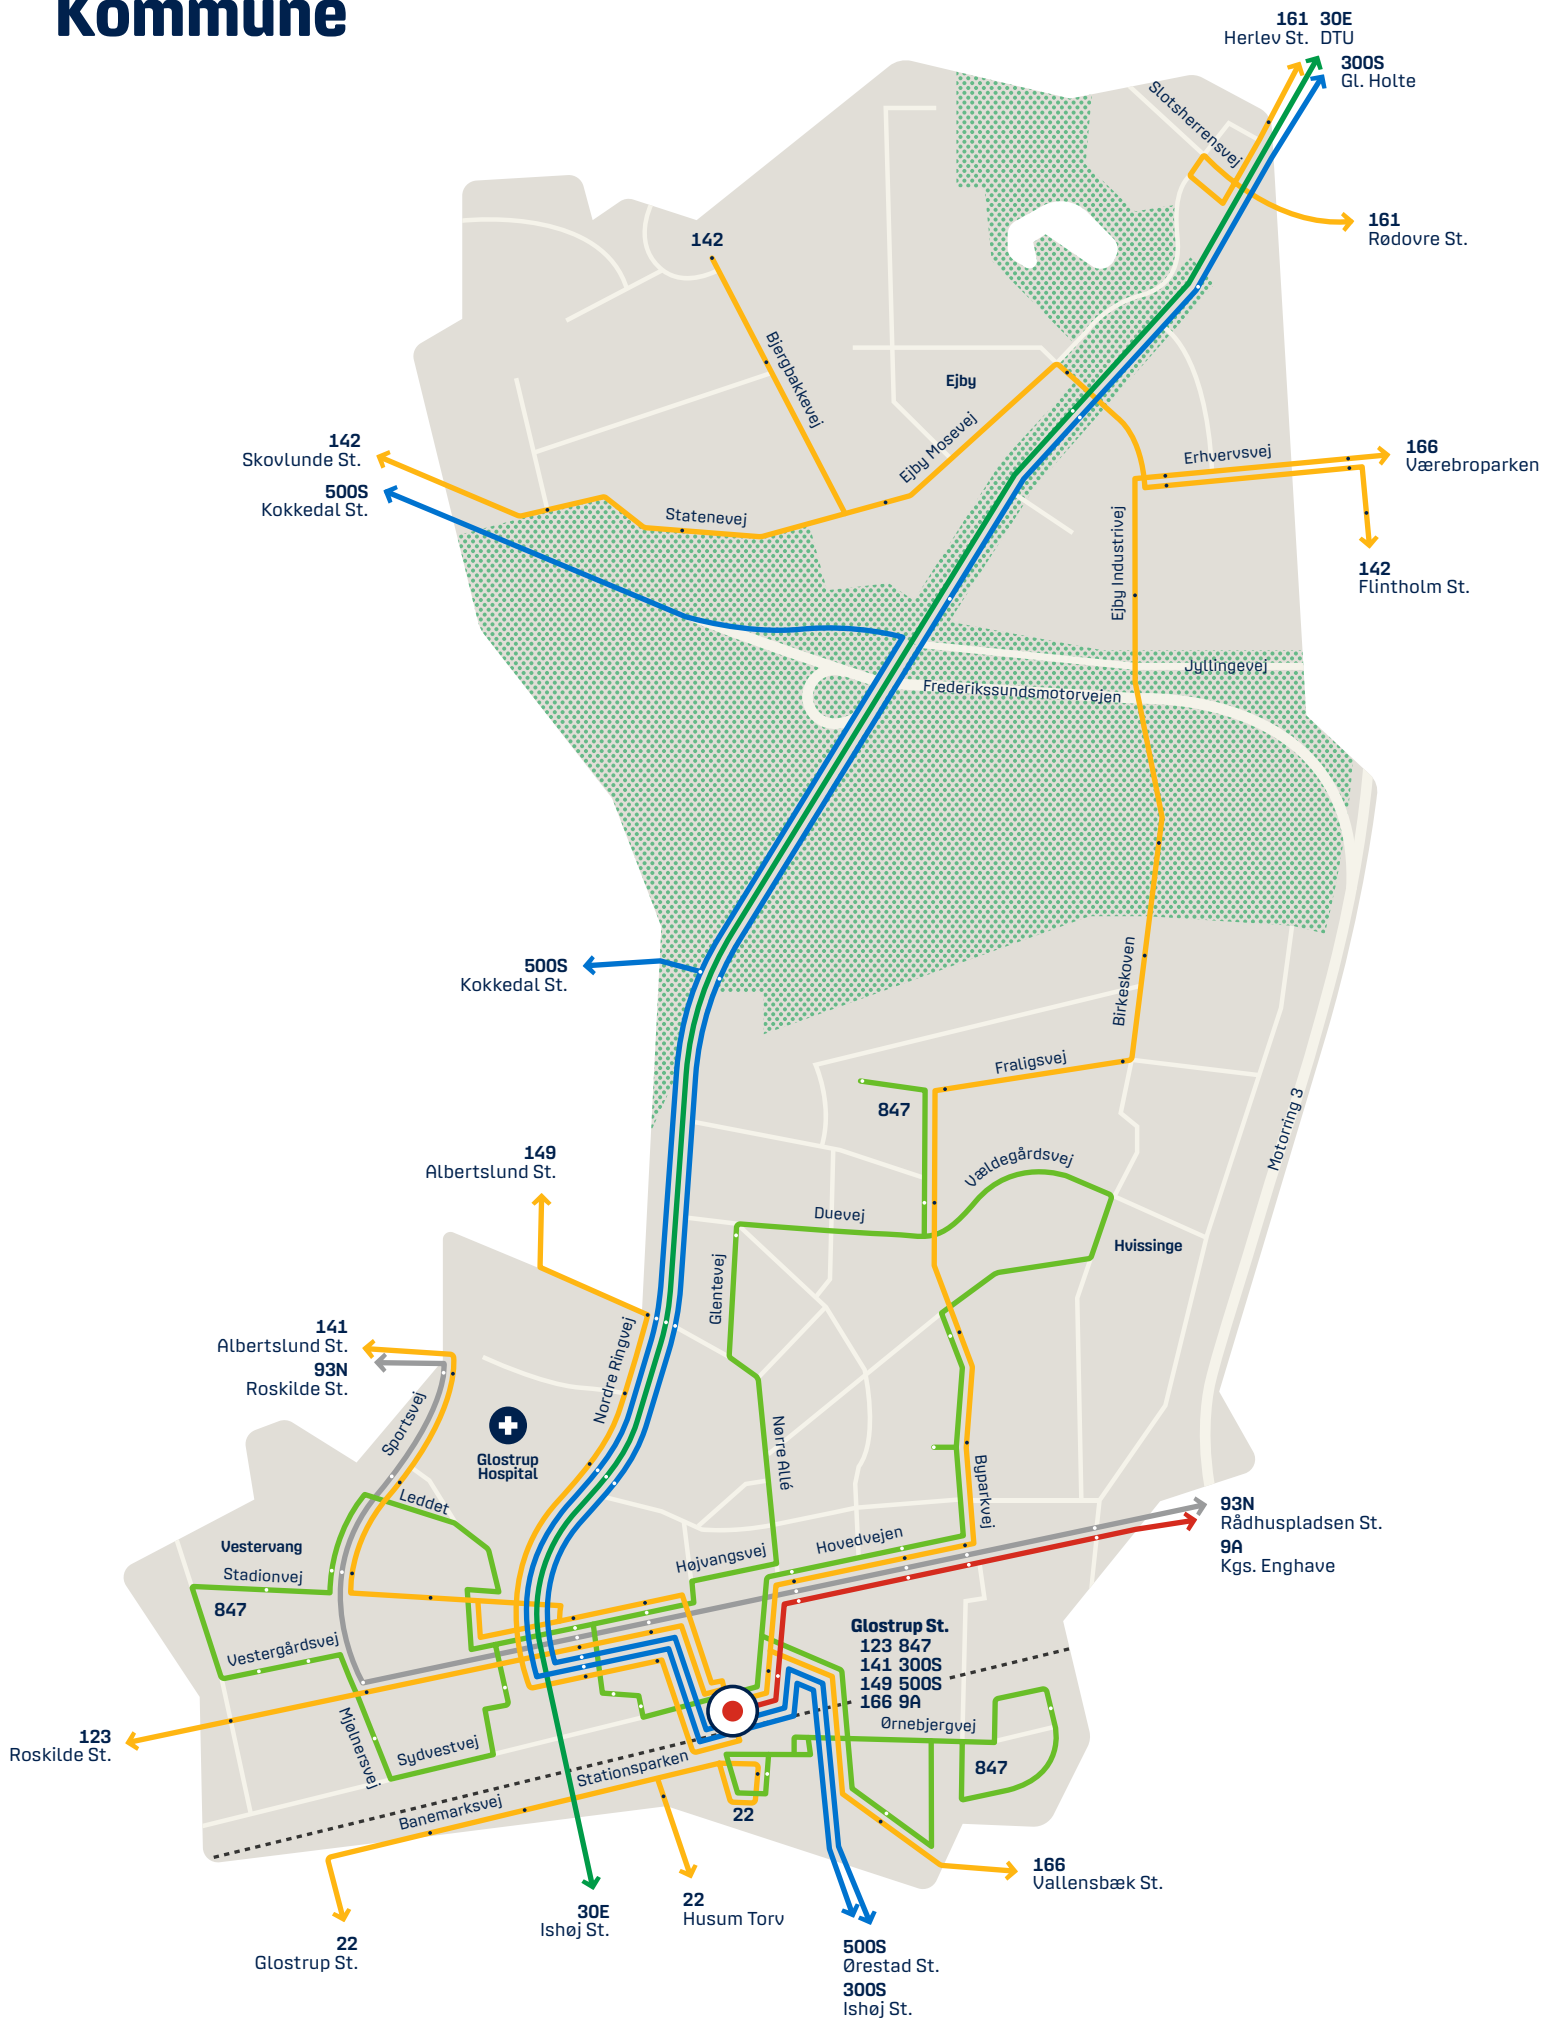 Kommune
161 30E
Herlev St. DTU
300S
Gl. Holte
Slotsherrensvej
161
Rødovre St.
142
Bjergbakkevej
Ejby
142
Skovlunde St.
500S
Kokkedal St.
Ejby Mosevej
Statenevej
Erhvervsvej
166
Værebroparken
142
Flintholm St.
Ejby Industrivej
Jyllingevej
Frederikssundsmotorvejen
500S
Kokkedal St.
Birkeskoven
Fraligsvej
847
Motorring 3
149
Albertslund St.
Vældegårdsvej
Duevej
Hvissinge
Glentevej
141
Albertslund St.
93N
Roskilde St.
Nordre Ringvej
Sportsvej
Glostrup
Hospital
Nørre Allé
Byparkvej
Leddet
93N
Rådhuspladsen St.
9A
Kgs. Enghave
Vestervang
Stadionvej
847
Højvangsvej
Hovedvejen
Vestergårdsvej
Glostrup St.
123 847
141 300S
149 500S
166 9A
Ørnebjergvej
123
Roskilde St.
Mjølnersvej
Sydvestvej
Stationsparken
847
Banemarksvej
22
166
Vallensbæk St.
22
Husum Torv
30E
Ishøj St.
22
Glostrup St.
500S
Ørestad St.
300S
Ishøj St.